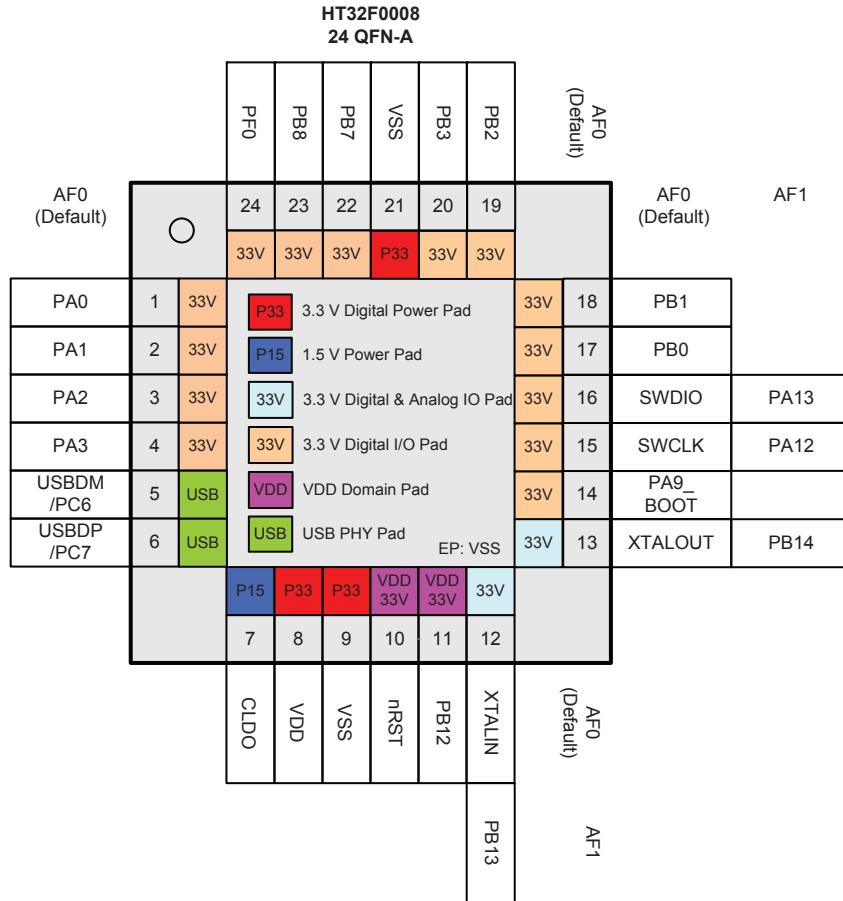 HT32F0008
24 QFN-A
PF0
PB8
PB7
VSS
PB3
PB2
AF0
(Default)
AF0
(Default)
24
23
22
21
20
19
AF0
(Default)
AF1
33V
33V
33V
P33
33V
33V
PA0
1
33V
P33
3.3 V Digital Power Pad
33V
18
PB1
PA1
2
33V
P15
1.5 V Power Pad
33V
17
PB0
PA2
3
33V
33V
3.3 V Digital & Analog IO Pad
33V
16
SWDIO
PA13
PA3
4
33V
33V
3.3 V Digital I/O Pad
33V
15
SWCLK
PA12
USBDM
/PC6
5
USB
VDD
VDD Domain Pad
33V
14
PA9_
BOOT
USBDP
/PC7
6
USB
USB
USB PHY Pad
EP: VSS
33V
13
XTALOUT
PB14
P15
P33
P33
VDD
33V
VDD
33V
33V
7
8
9
10
11
12
CLDO
VDD
VSS
nRST
PB12
XTALIN
AF0
(Default)
PB13
AF1